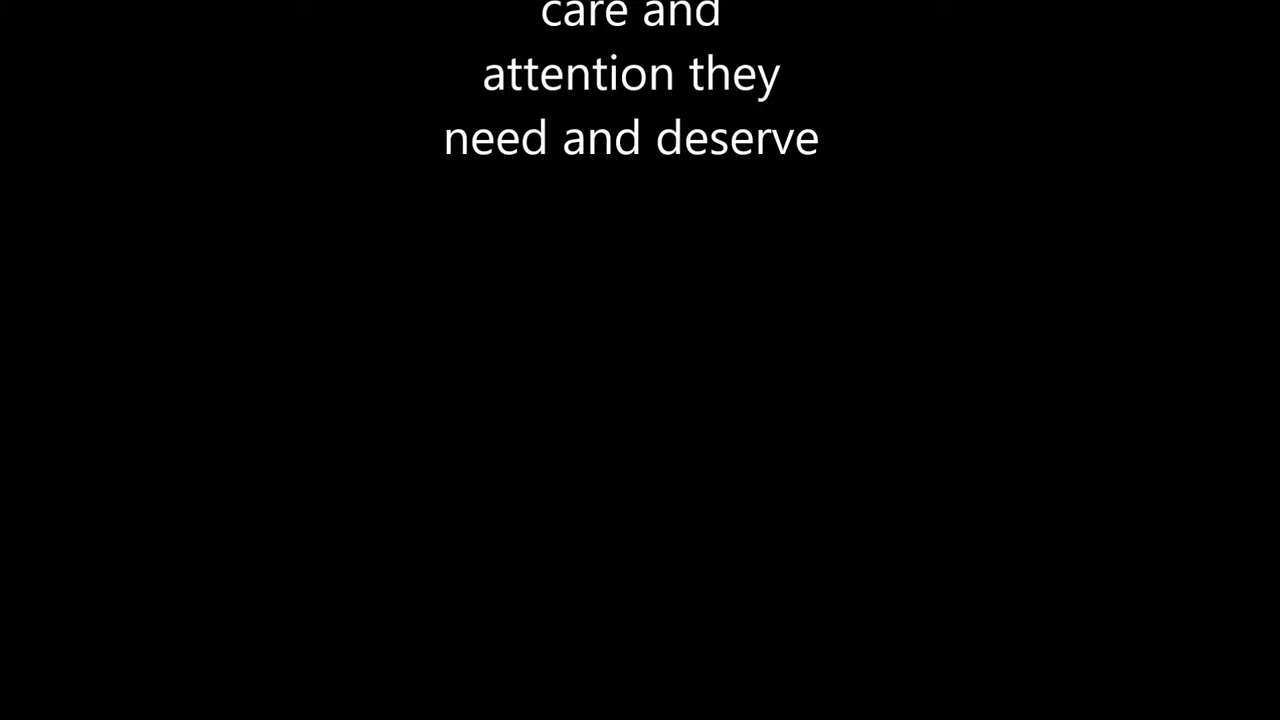 care and
attention they
need and deserve